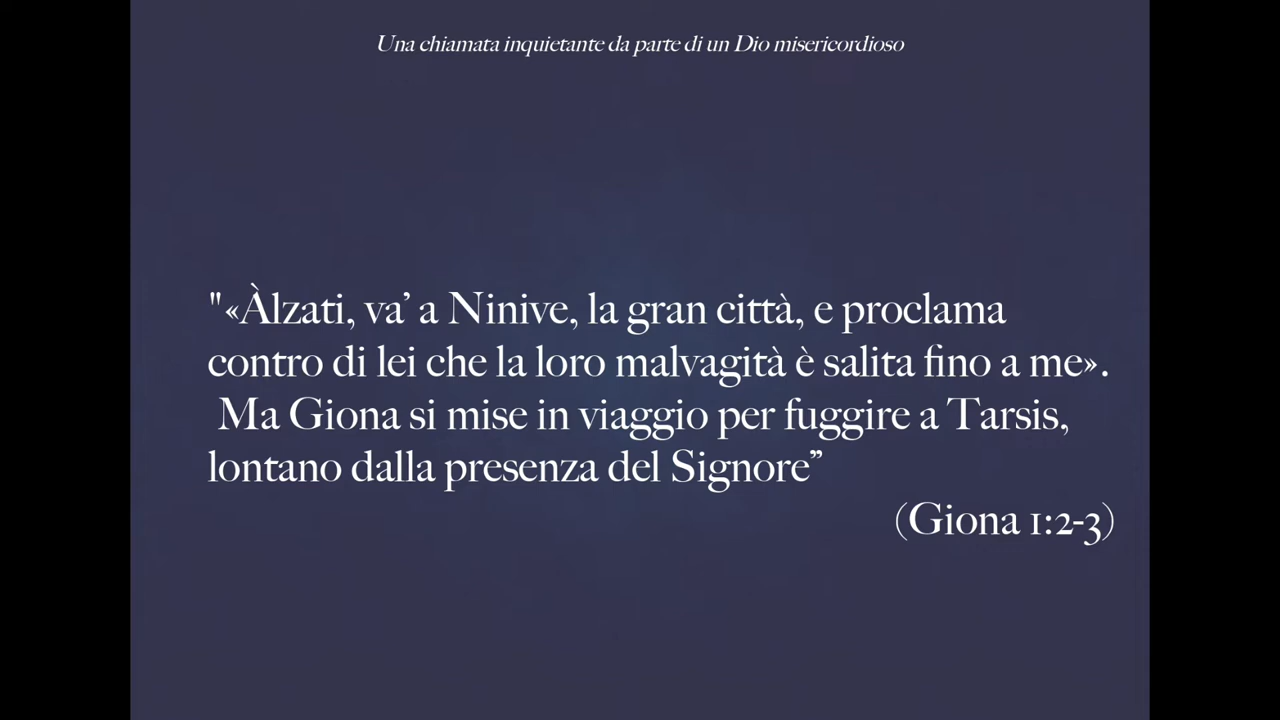 Una chiamata inquietante da parte di un Dio misericordioso
"«Àlzati, va’ a Ninive, la gran città, e proclama
contro di lei che la loro malvagità è salita fino a me».
Ma Giona si mise in viaggio per fuggire a Tarsis,
lontano dalla presenza del Signore”
(Giona 1:2-3)